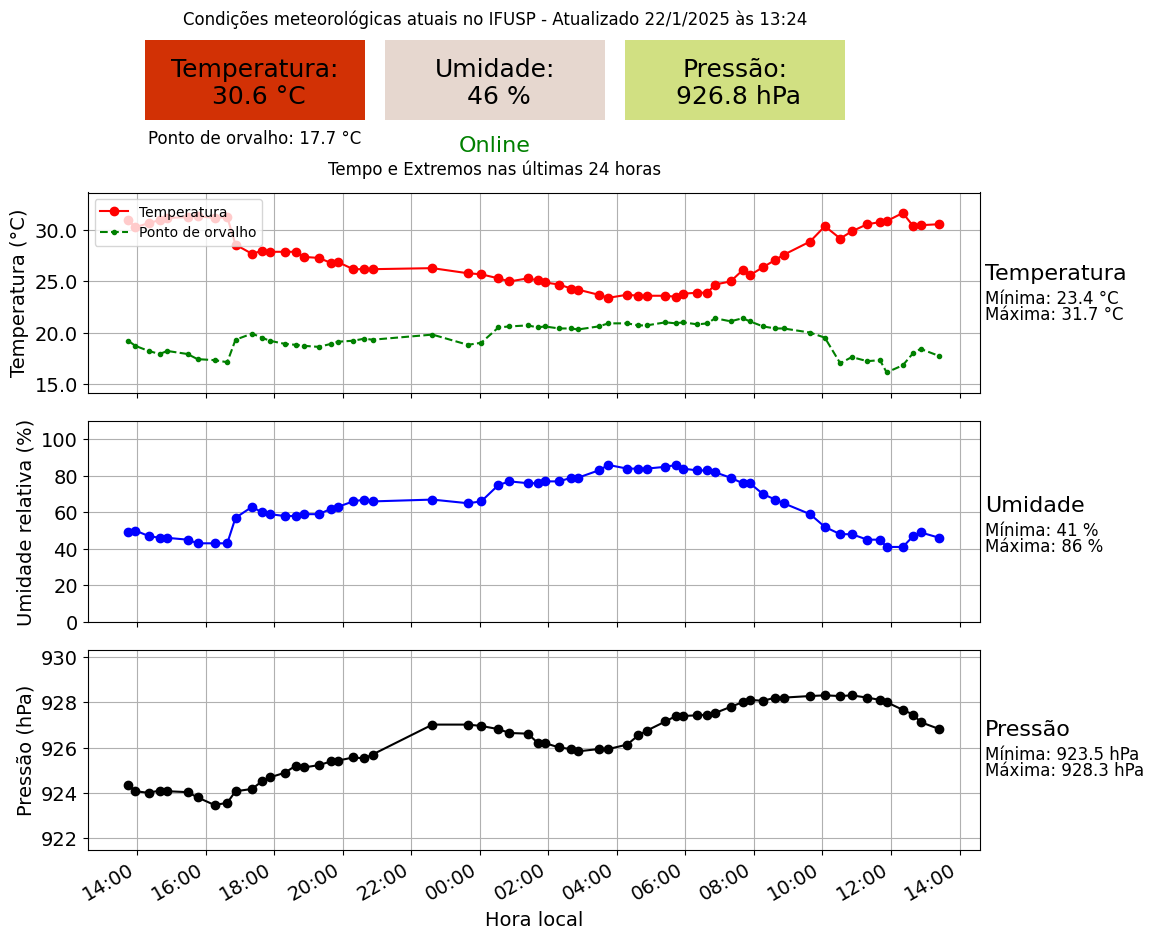 Condições meteorológicas atuais no IFUSP - Atualizado 22/1/2025 às 13:24
Temperatura:
30.6 °C
Umidade:
46 %
Pressão:
926.8 hPa
Ponto de orvalho: 17.7 °C
Online
Tempo e Extremos nas últimas 24 horas
Temperatura (°C)
30.0
25.0
20.0
15.0
Temperatura
Ponto de orvalho
Temperatura
Mínima: 23.4 °C
Máxima: 31.7 °C
Umidade relativa (%)
100
80
60
40
20
0
Umidade
Mínima: 41 %
Máxima: 86 %
Pressão (hPa)
930
928
926
924
922
Pressão
Mínima: 923.5 hPa
Máxima: 928.3 hPa
14:00
16:00
18:00
20:00
22:00
00:00
02:00
04:00
06:00
08:00
10:00
12:00
14:00
Hora local